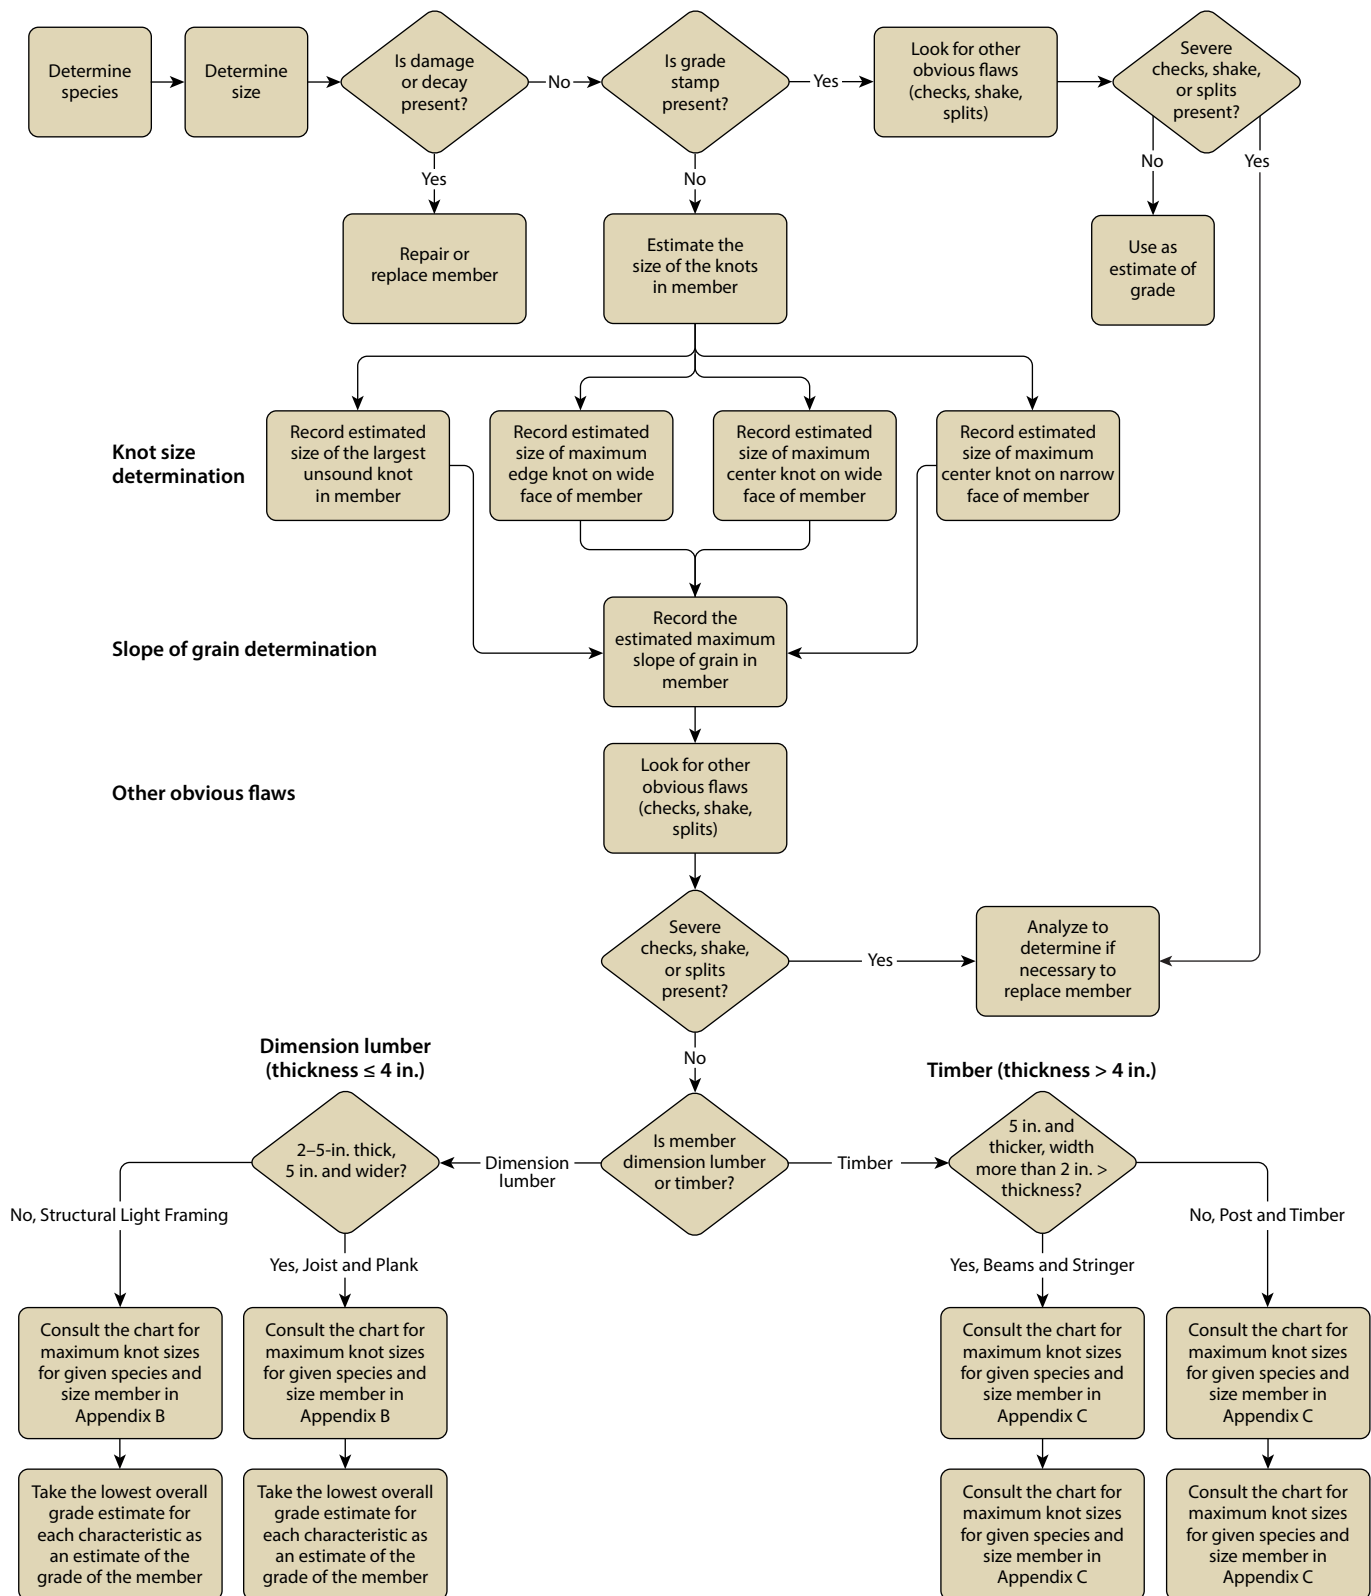 Determine
species
Determine
size
Is damage
or decay
present?
No
Is grade
stamp
present?
Yes
Look for other
obvious flaws
(checks, shake,
splits)
Severe
checks, shake,
or splits
present?
Yes
No
No
Yes
Repair or
replace member
Estimate the
size of the knots
in member
Use as
estimate of
grade
Knot size
determination
Record estimated
size of the largest
unsound knot
in member
Record estimated
size of maximum
edge knot on wide
face of member
Record estimated
size of maximum
center knot on wide
face of member
Record estimated
size of maximum
center knot on narrow
face of member
Slope of grain determination
Record the
estimated maximum
slope of grain in
member
Other obvious flaws
Look for other
obvious flaws
(checks, shake,
splits)
Severe
checks, shake,
or splits
present?
Yes
Analyze to
determine if
necessary to
replace member
No
Dimension lumber
(thickness ≤ 4 in.)
Timber (thickness > 4 in.)
2–5-in. thick,
5 in. and wider?
Dimension
lumber
Is member
dimension lumber
or timber?
Timber
5 in. and
thicker, width
more than 2 in. >
thickness?
No, Structural Light Framing
Yes, Joist and Plank
Yes, Beams and Stringer
No, Post and Timber
Consult the chart for
maximum knot sizes
for given species and
size member in
Appendix B
Consult the chart for
maximum knot sizes
for given species and
size member in
Appendix B
Consult the chart for
maximum knot sizes
for given species and
size member in
Appendix C
Consult the chart for
maximum knot sizes
for given species and
size member in
Appendix C
Take the lowest overall
grade estimate for
each characteristic as
an estimate of the
grade of the member
Take the lowest overall
grade estimate for
each characteristic as
an estimate of the
grade of the member
Consult the chart for
maximum knot sizes
for given species and
size member in
Appendix C
Consult the chart for
maximum knot sizes
for given species and
size member in
Appendix C